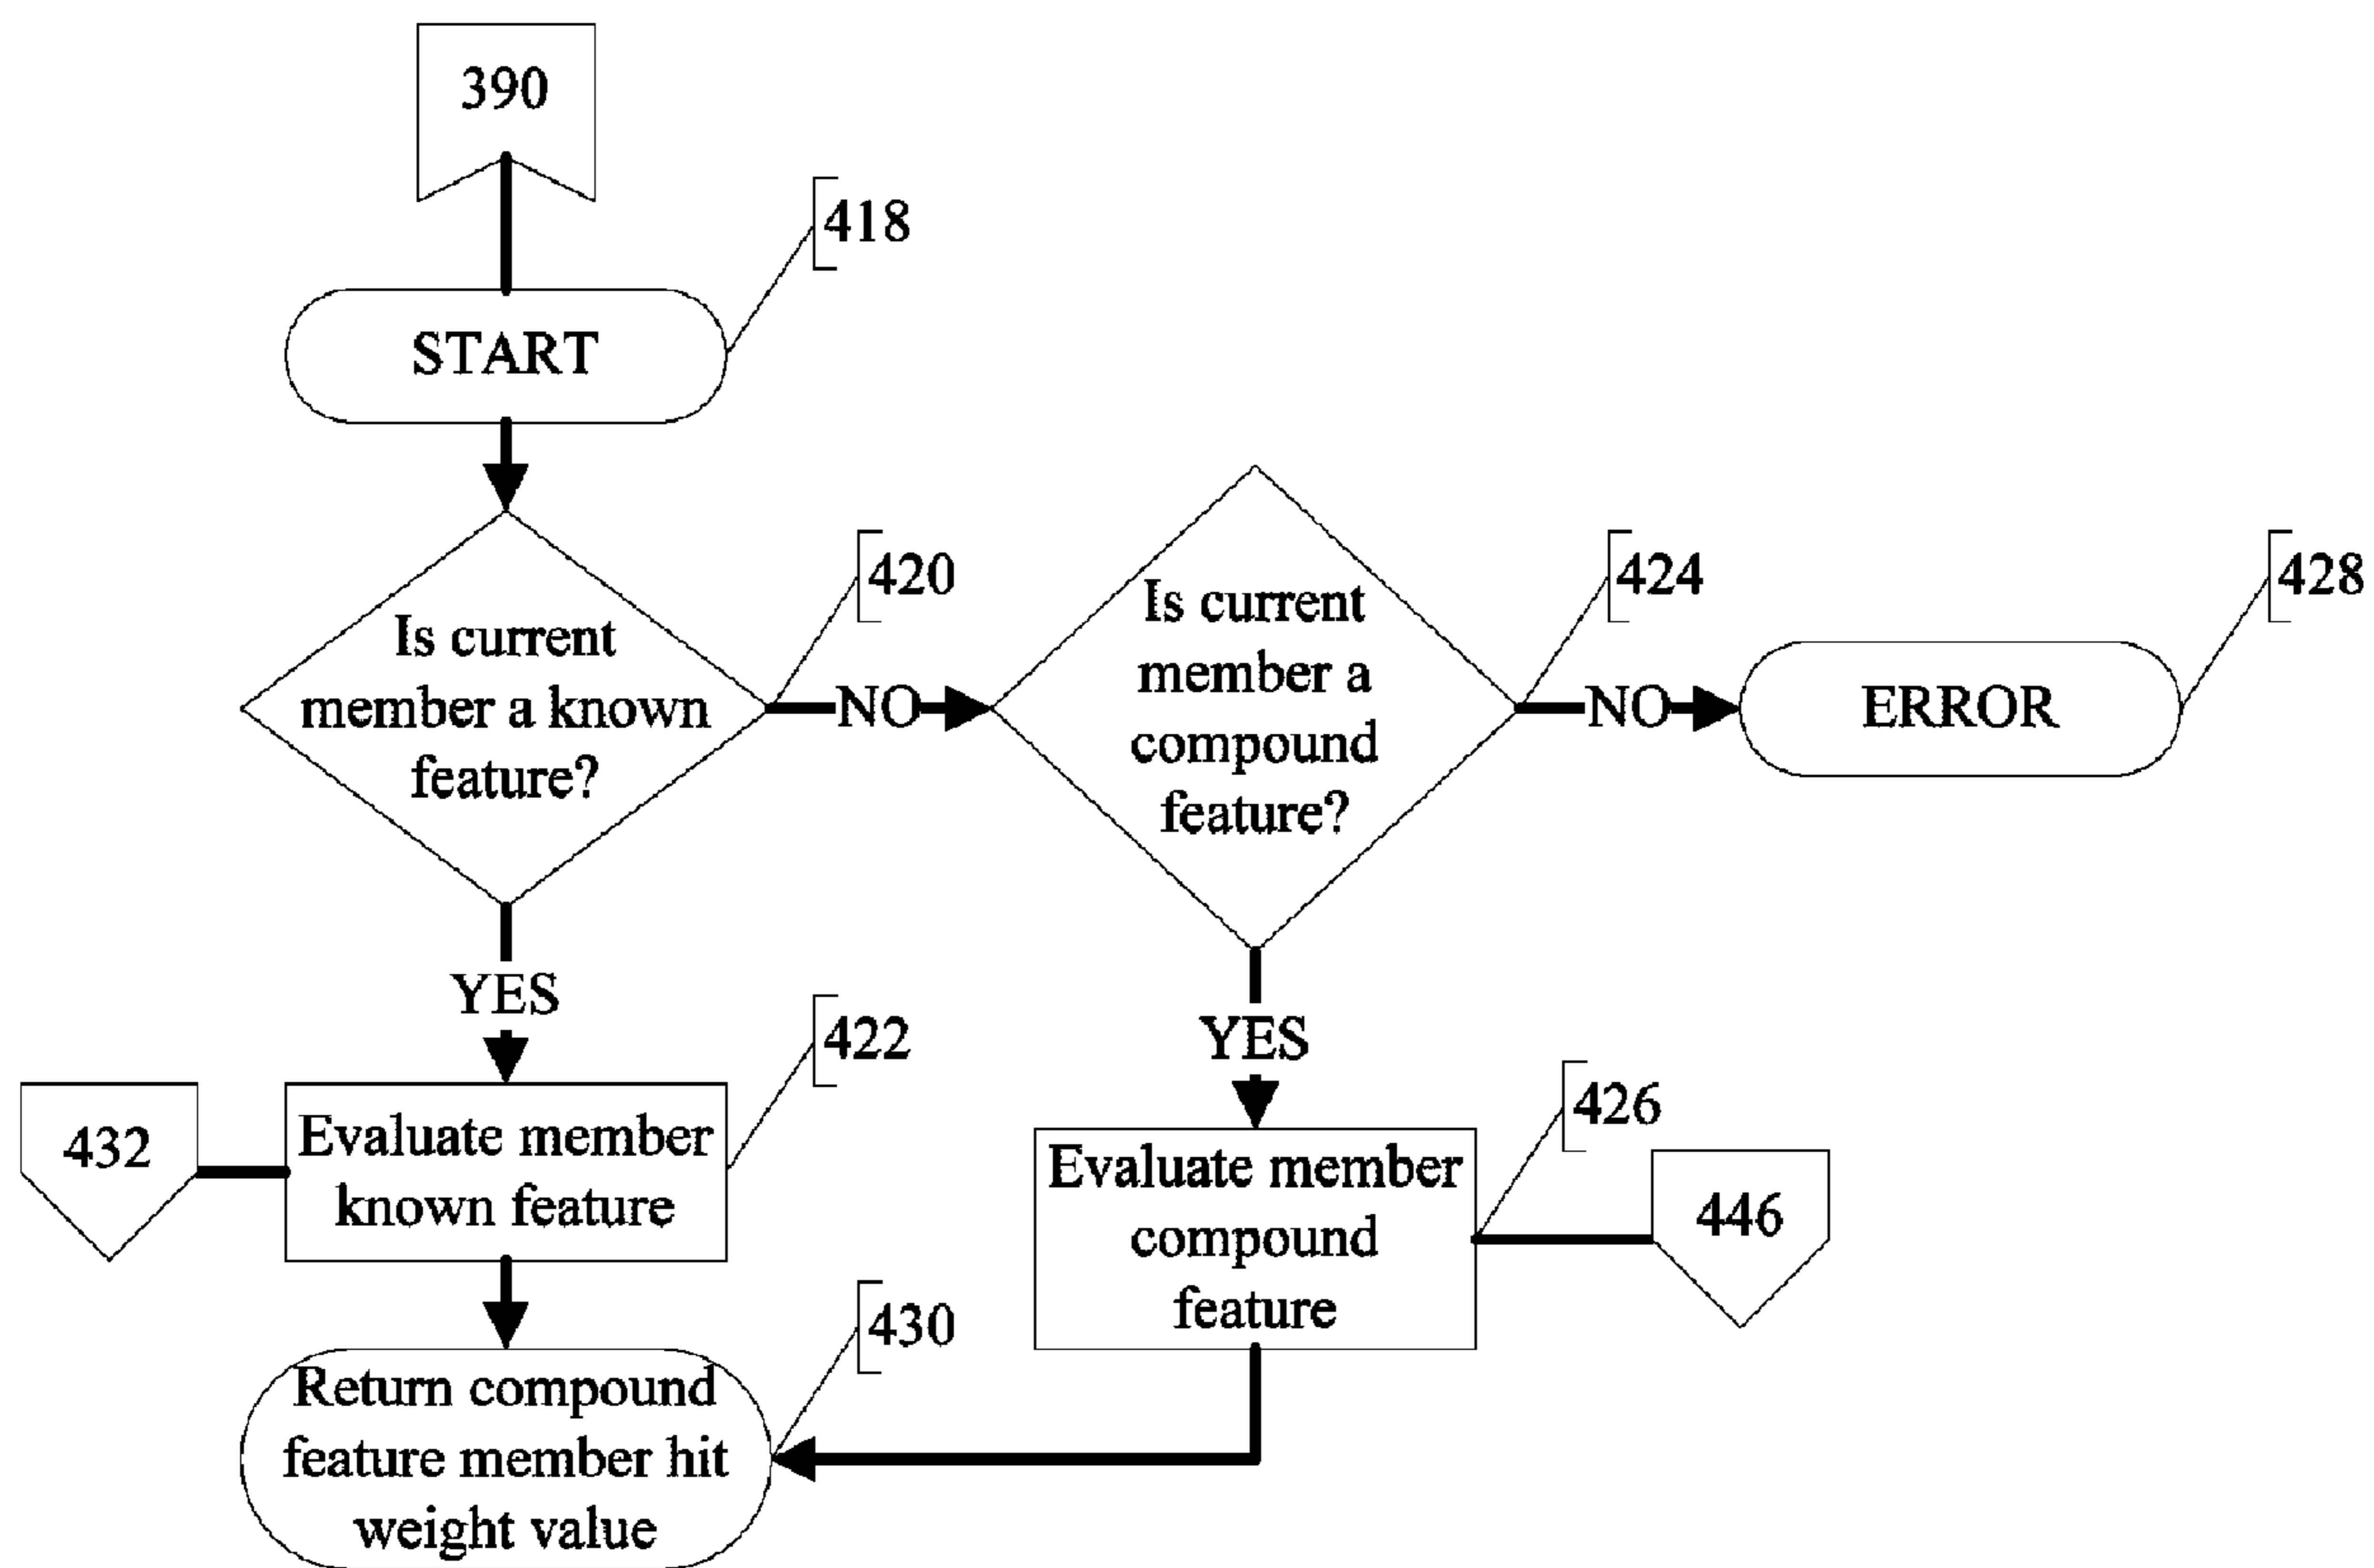 390
418
START
420
Is current
member a known
feature?
NO
424
Is current
member a
compound
feature?
NO
428
ERROR
YES
422
432
Evaluate member
known feature
YES
426
Evaluate member
compound
feature
446
430
Return compound
feature member hit
weight value